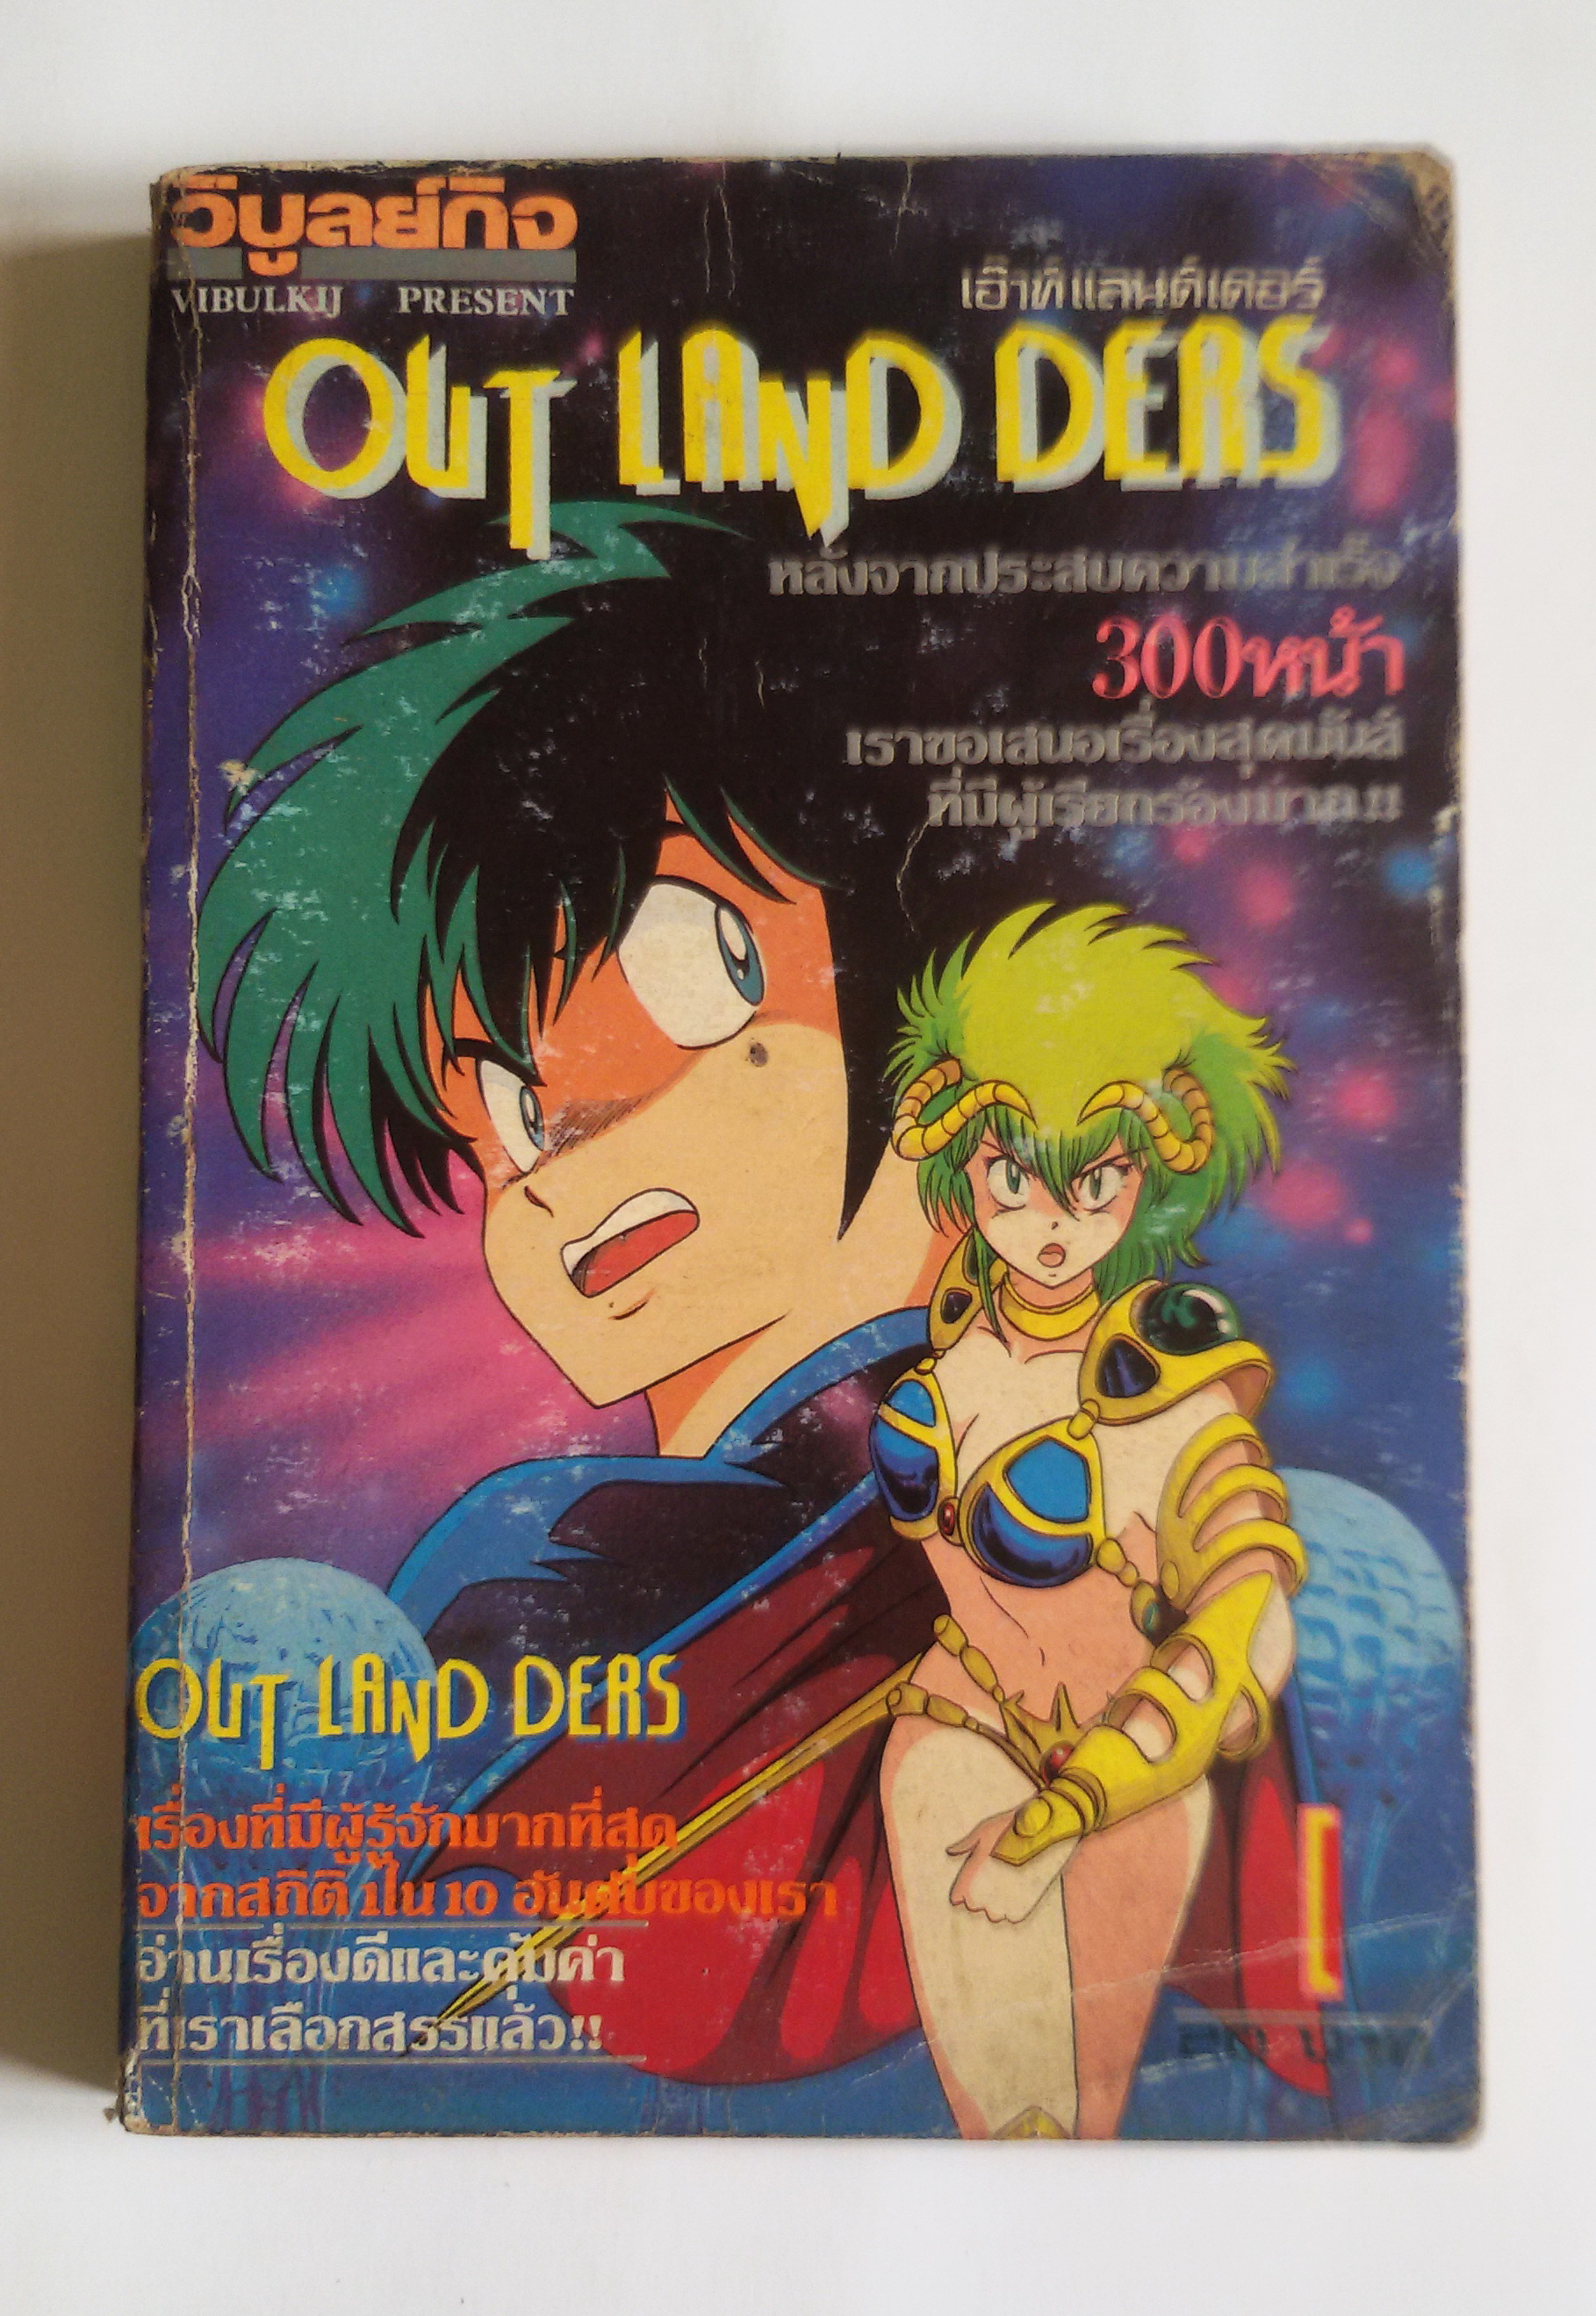 วิบูลย์กิจ
VIBULKIJ PRESENT
เอ๊าท์แลนด์เดอร์
OUT LAND DERS
หลังจากประสบความสำเร็จ
300หน้า
เราขอเสนอเรื่องสุดมันส์
ที่มีผู้เรียกร้องมาก!!
OUT LAND DERS
เรื่องที่มีผู้รู้จักมากที่สุด
จากสถิติ 1ใน 10 อันดับของเรา
อ่านเรื่องดีและคุ้มค่า
ที่เราเลือกสรรแล้ว!!
บาท